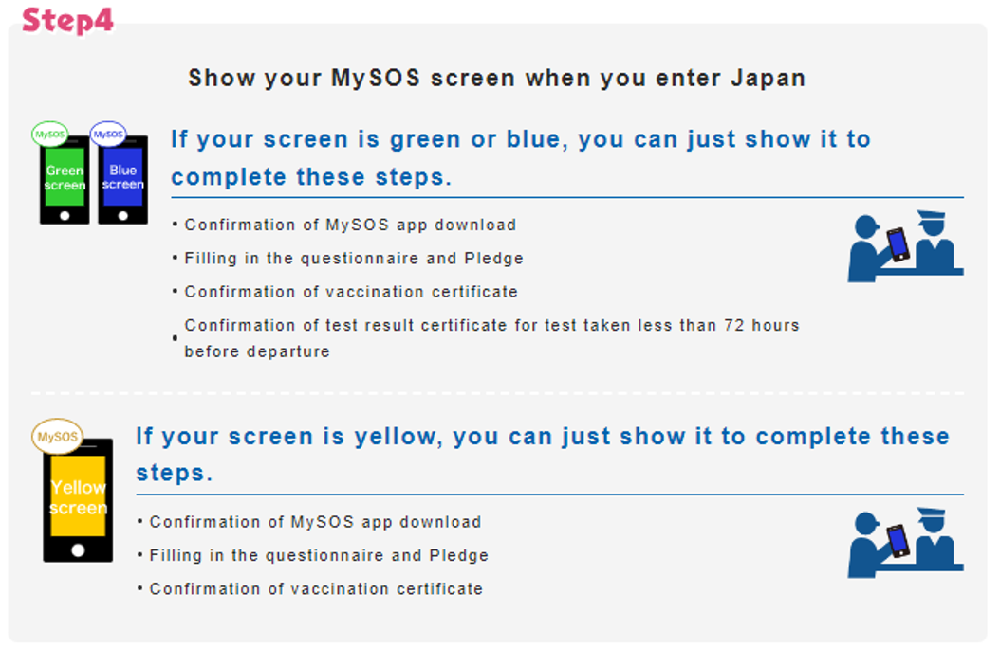 Step4
Show your MySOS screen when you enter Japan
MySOS
MySOS
Green
screen
Blue
screen
If your screen is green or blue, you can just show it to
complete these steps.
・Confirmation of MySOS app download
・Filling in the questionnaire and Pledge
・Confirmation of vaccination certificate
・Confirmation of test result certificate for test taken less than 72 hours
before departure
MySOS
Yellow
screen
If your screen is yellow, you can just show it to complete these
steps.
・Confirmation of MySOS app download
・Filling in the questionnaire and Pledge
・Confirmation of vaccination certificate